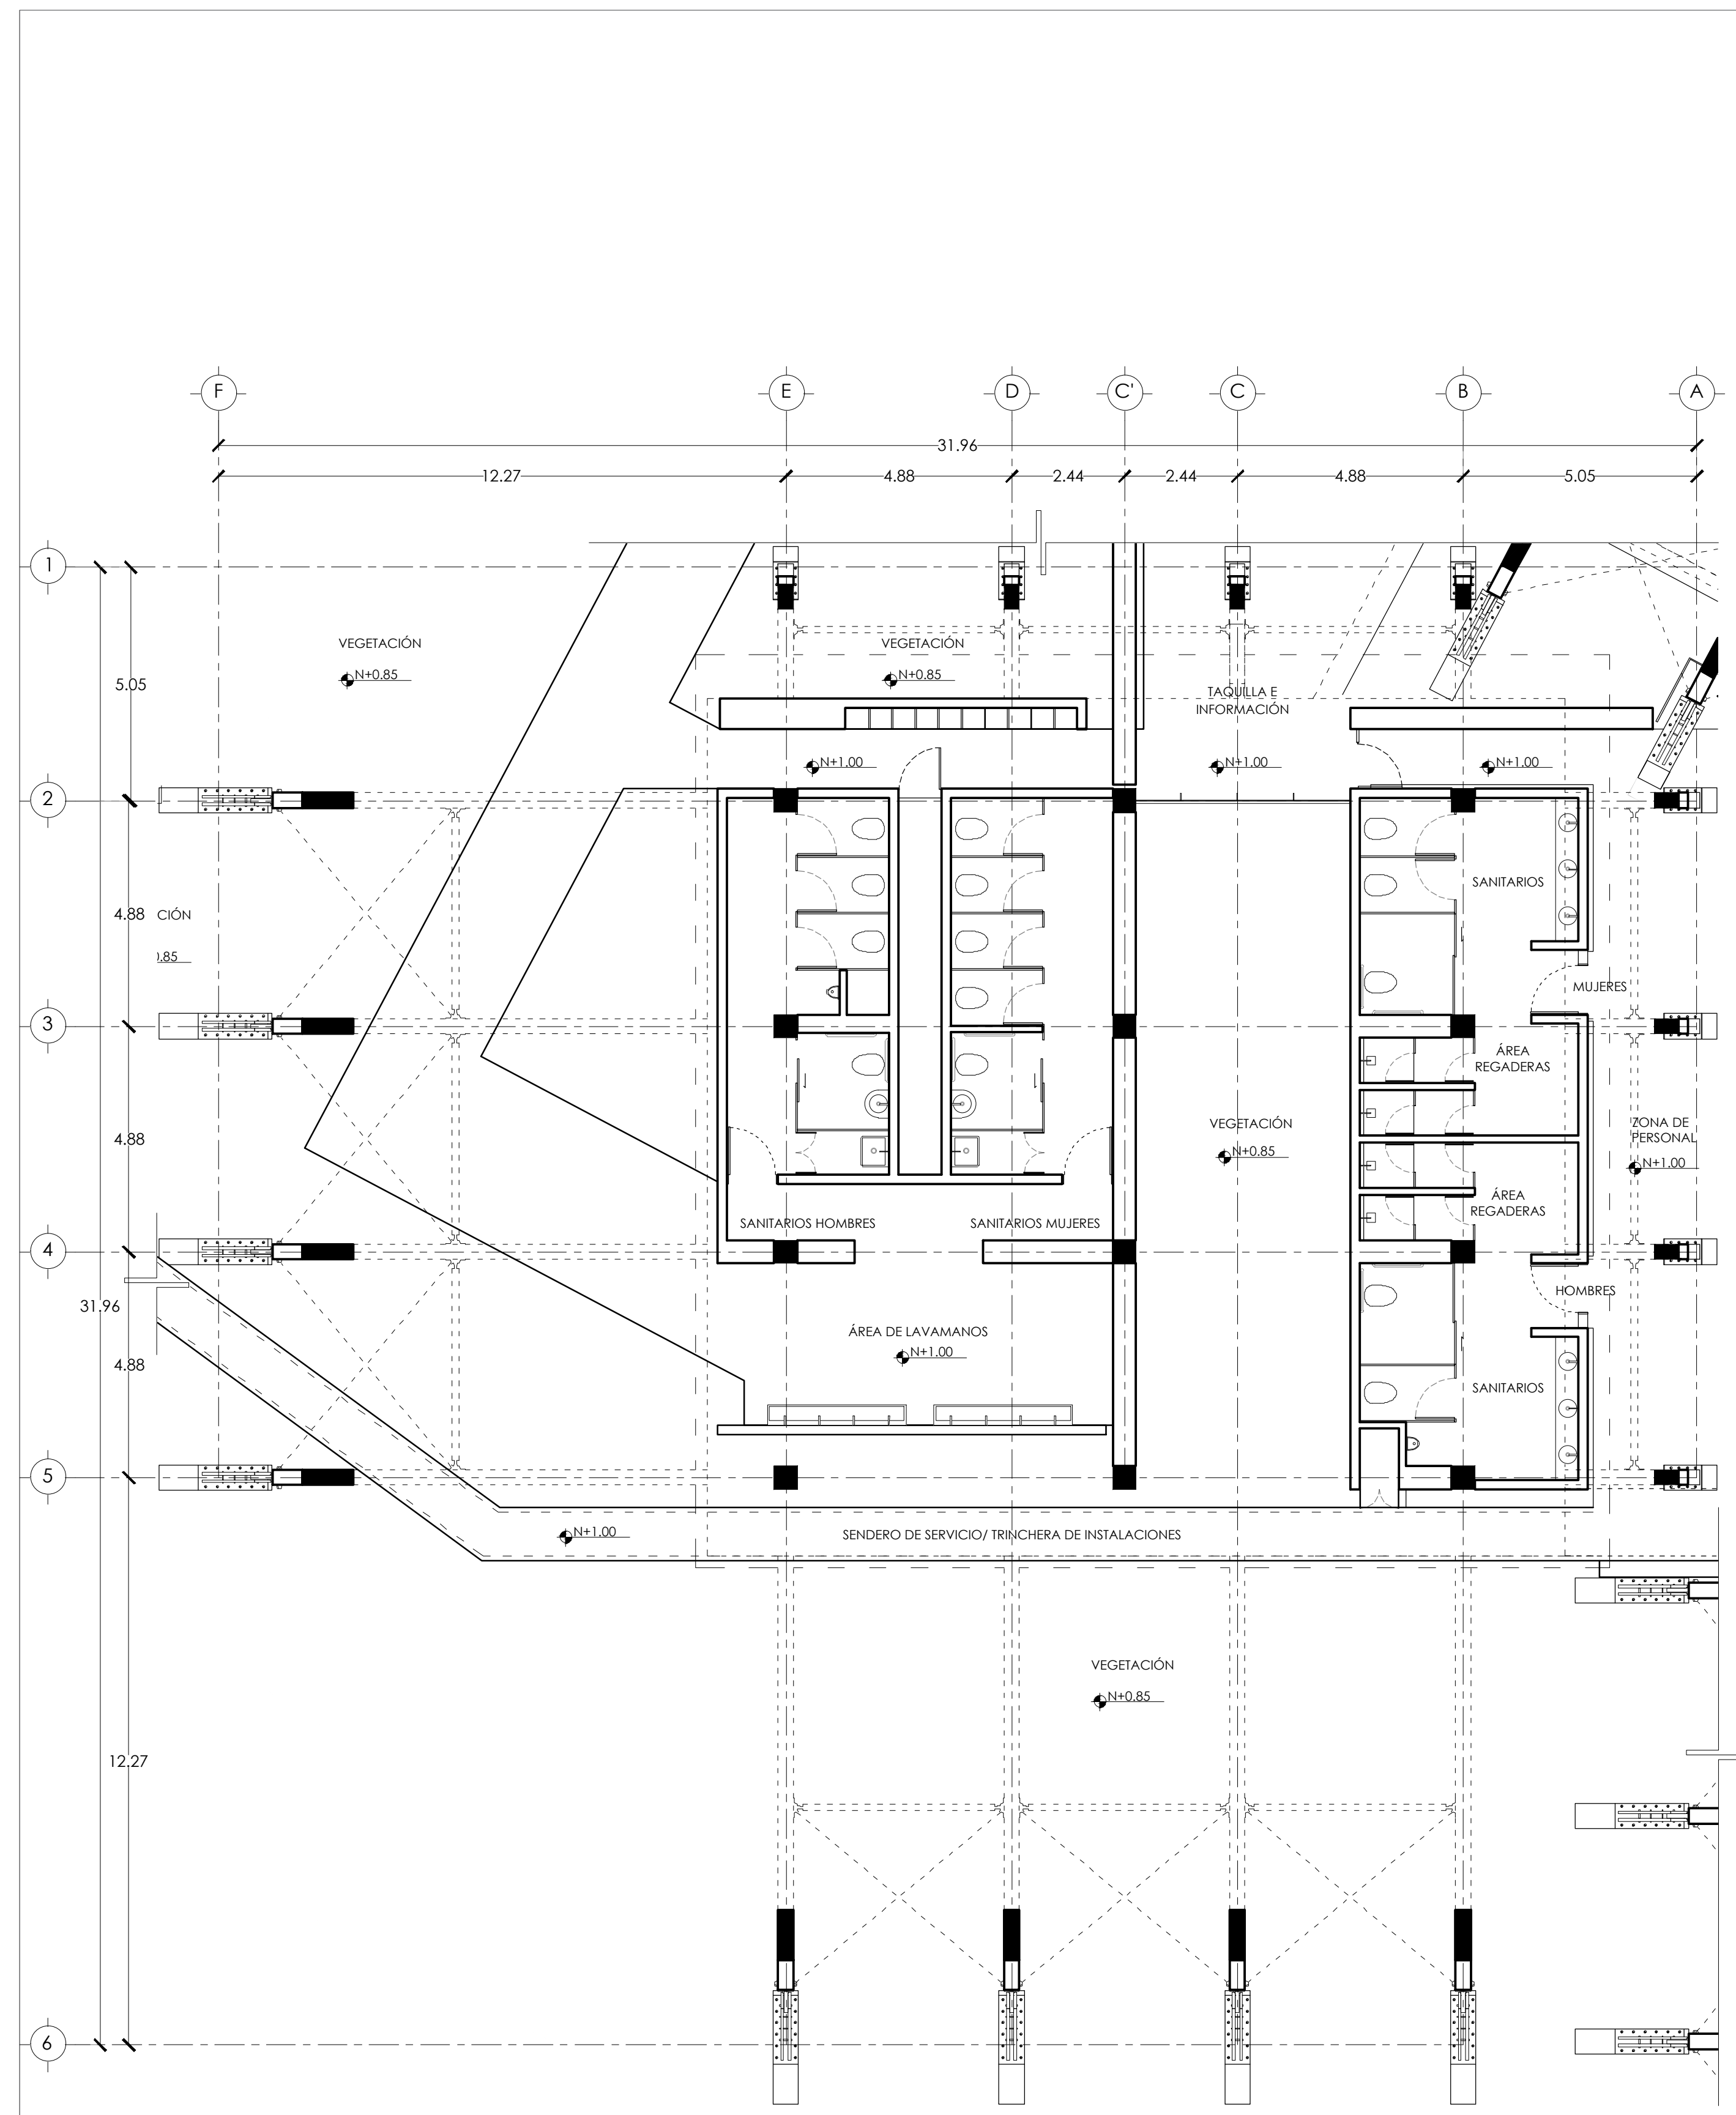 F
E
D
C'
C
B
A
31.96
12.27
4.88
2.44
2.44
4.88
5.05
1
VEGETACIÓN
N+0.85
VEGETACIÓN
N+0.85
5.05
TAQUILLA E
INFORMACIÓN
N+1.00
N+1.00
N+1.00
2
SANITARIOS
4.88
CIÓN
.85
MUJERES
3
ÁREA
REGADERAS
VEGETACIÓN
N+0.85
ZONA DE
PERSONAL
N+1.00
4.88
ÁREA
REGADERAS
SANITARIOS HOMBRES
SANITARIOS MUJERES
4
HOMBRES
31.96
ÁREA DE LAVAMANOS
N+1.00
4.88
SANITARIOS
5
N+1.00
SENDERO DE SERVICIO/ TRINCHERA DE INSTALACIONES
VEGETACIÓN
N+0.85
12.27
6